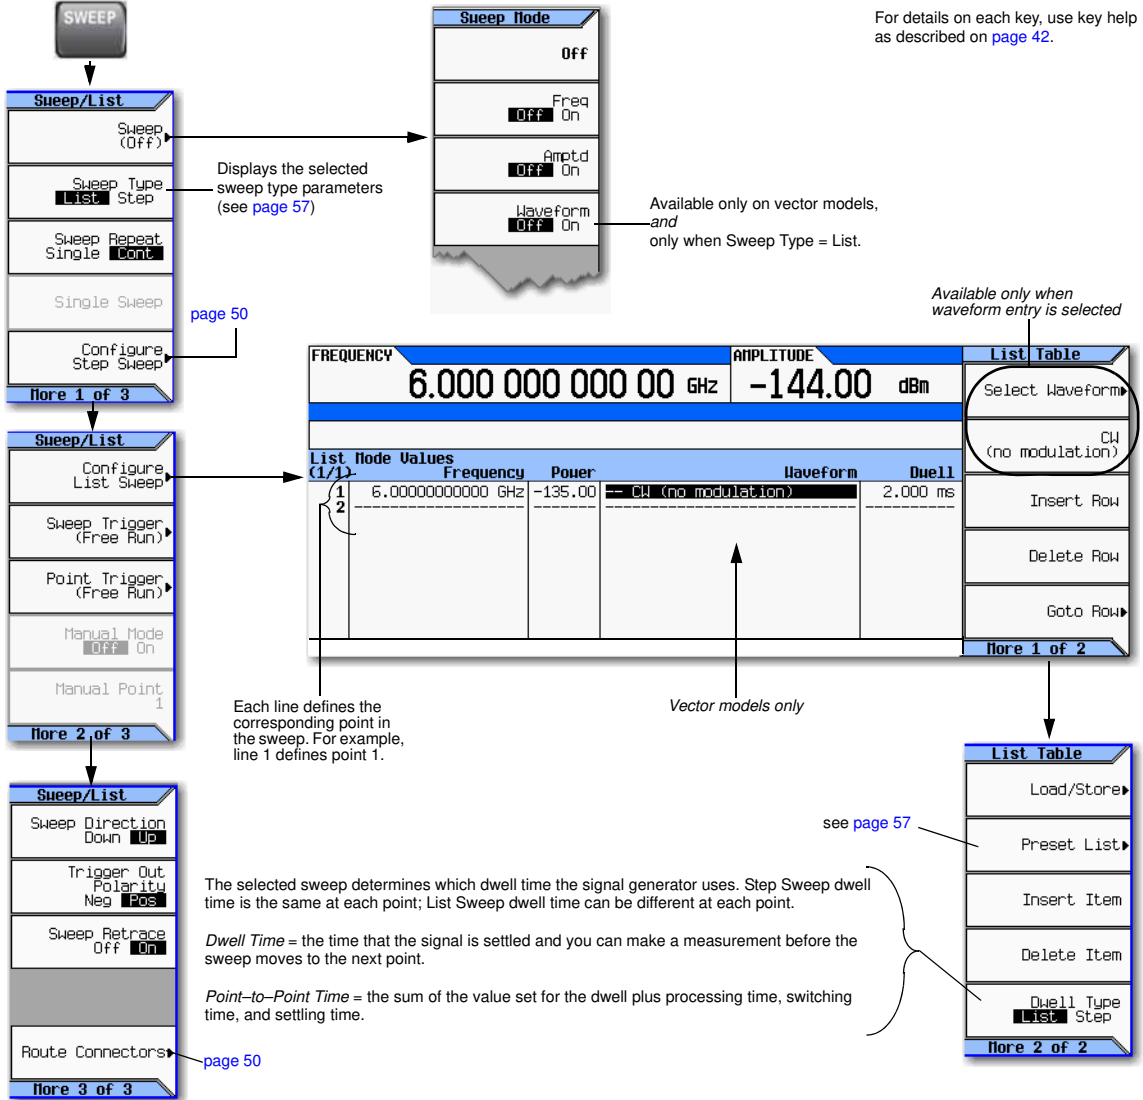 SWEEP
Sweep/List
Sweep
(Off)
Sweep Type
List Step
Sweep Repeat
Single Cont
Single Sweep
Configure
Step Sweep
More 1 of 3
Displays the selected
sweep type parameters
(see page 57)
page 50
Sweep Mode
Off
Freq
Off On
Amptd
Off On
Waveform
Off On
Available only on vector models,
and
only when Sweep Type = List.
For details on each key, use key help
as described on page 42.
Available only when
waveform entry is selected
Sweep/List
Configure
List Sweep
Sweep Trigger
(Free Run)
Point Trigger
(Free Run)
Manual Mode
Off On
Manual Point
1
More 2 of 3
FREQUENCY
6.000 000 000 00 GHz
AMPLITUDE
-144.00 dBm
List Mode Values
(1/1) Frequency Power Waveform Dwell
1 6.00000000000 GHz -135.00 -- CW (no modulation) 2.000 ms
2 ------------------ ------- --------------------------- ----------
List Table
Select Waveform
CW
(no modulation)
Insert Row
Delete Row
Goto Row
More 1 of 2
Each line defines the
corresponding point in
the sweep. For example,
line 1 defines point 1.
Vector models only
Sweep/List
Sweep Direction
Down Up
Trigger Out
Polarity
Neg Pos
Sweep Retrace
Off On
Route Connectors
More 3 of 3
page 50
The selected sweep determines which dwell time the signal generator uses. Step Sweep dwell
time is the same at each point; List Sweep dwell time can be different at each point.
Dwell Time = the time that the signal is settled and you can make a measurement before the
sweep moves to the next point.
Point–to–Point Time = the sum of the value set for the dwell plus processing time, switching
time, and settling time.
see page 57
List Table
Load/Store
Preset List
Insert Item
Delete Item
Dwell Type
List Step
More 2 of 2